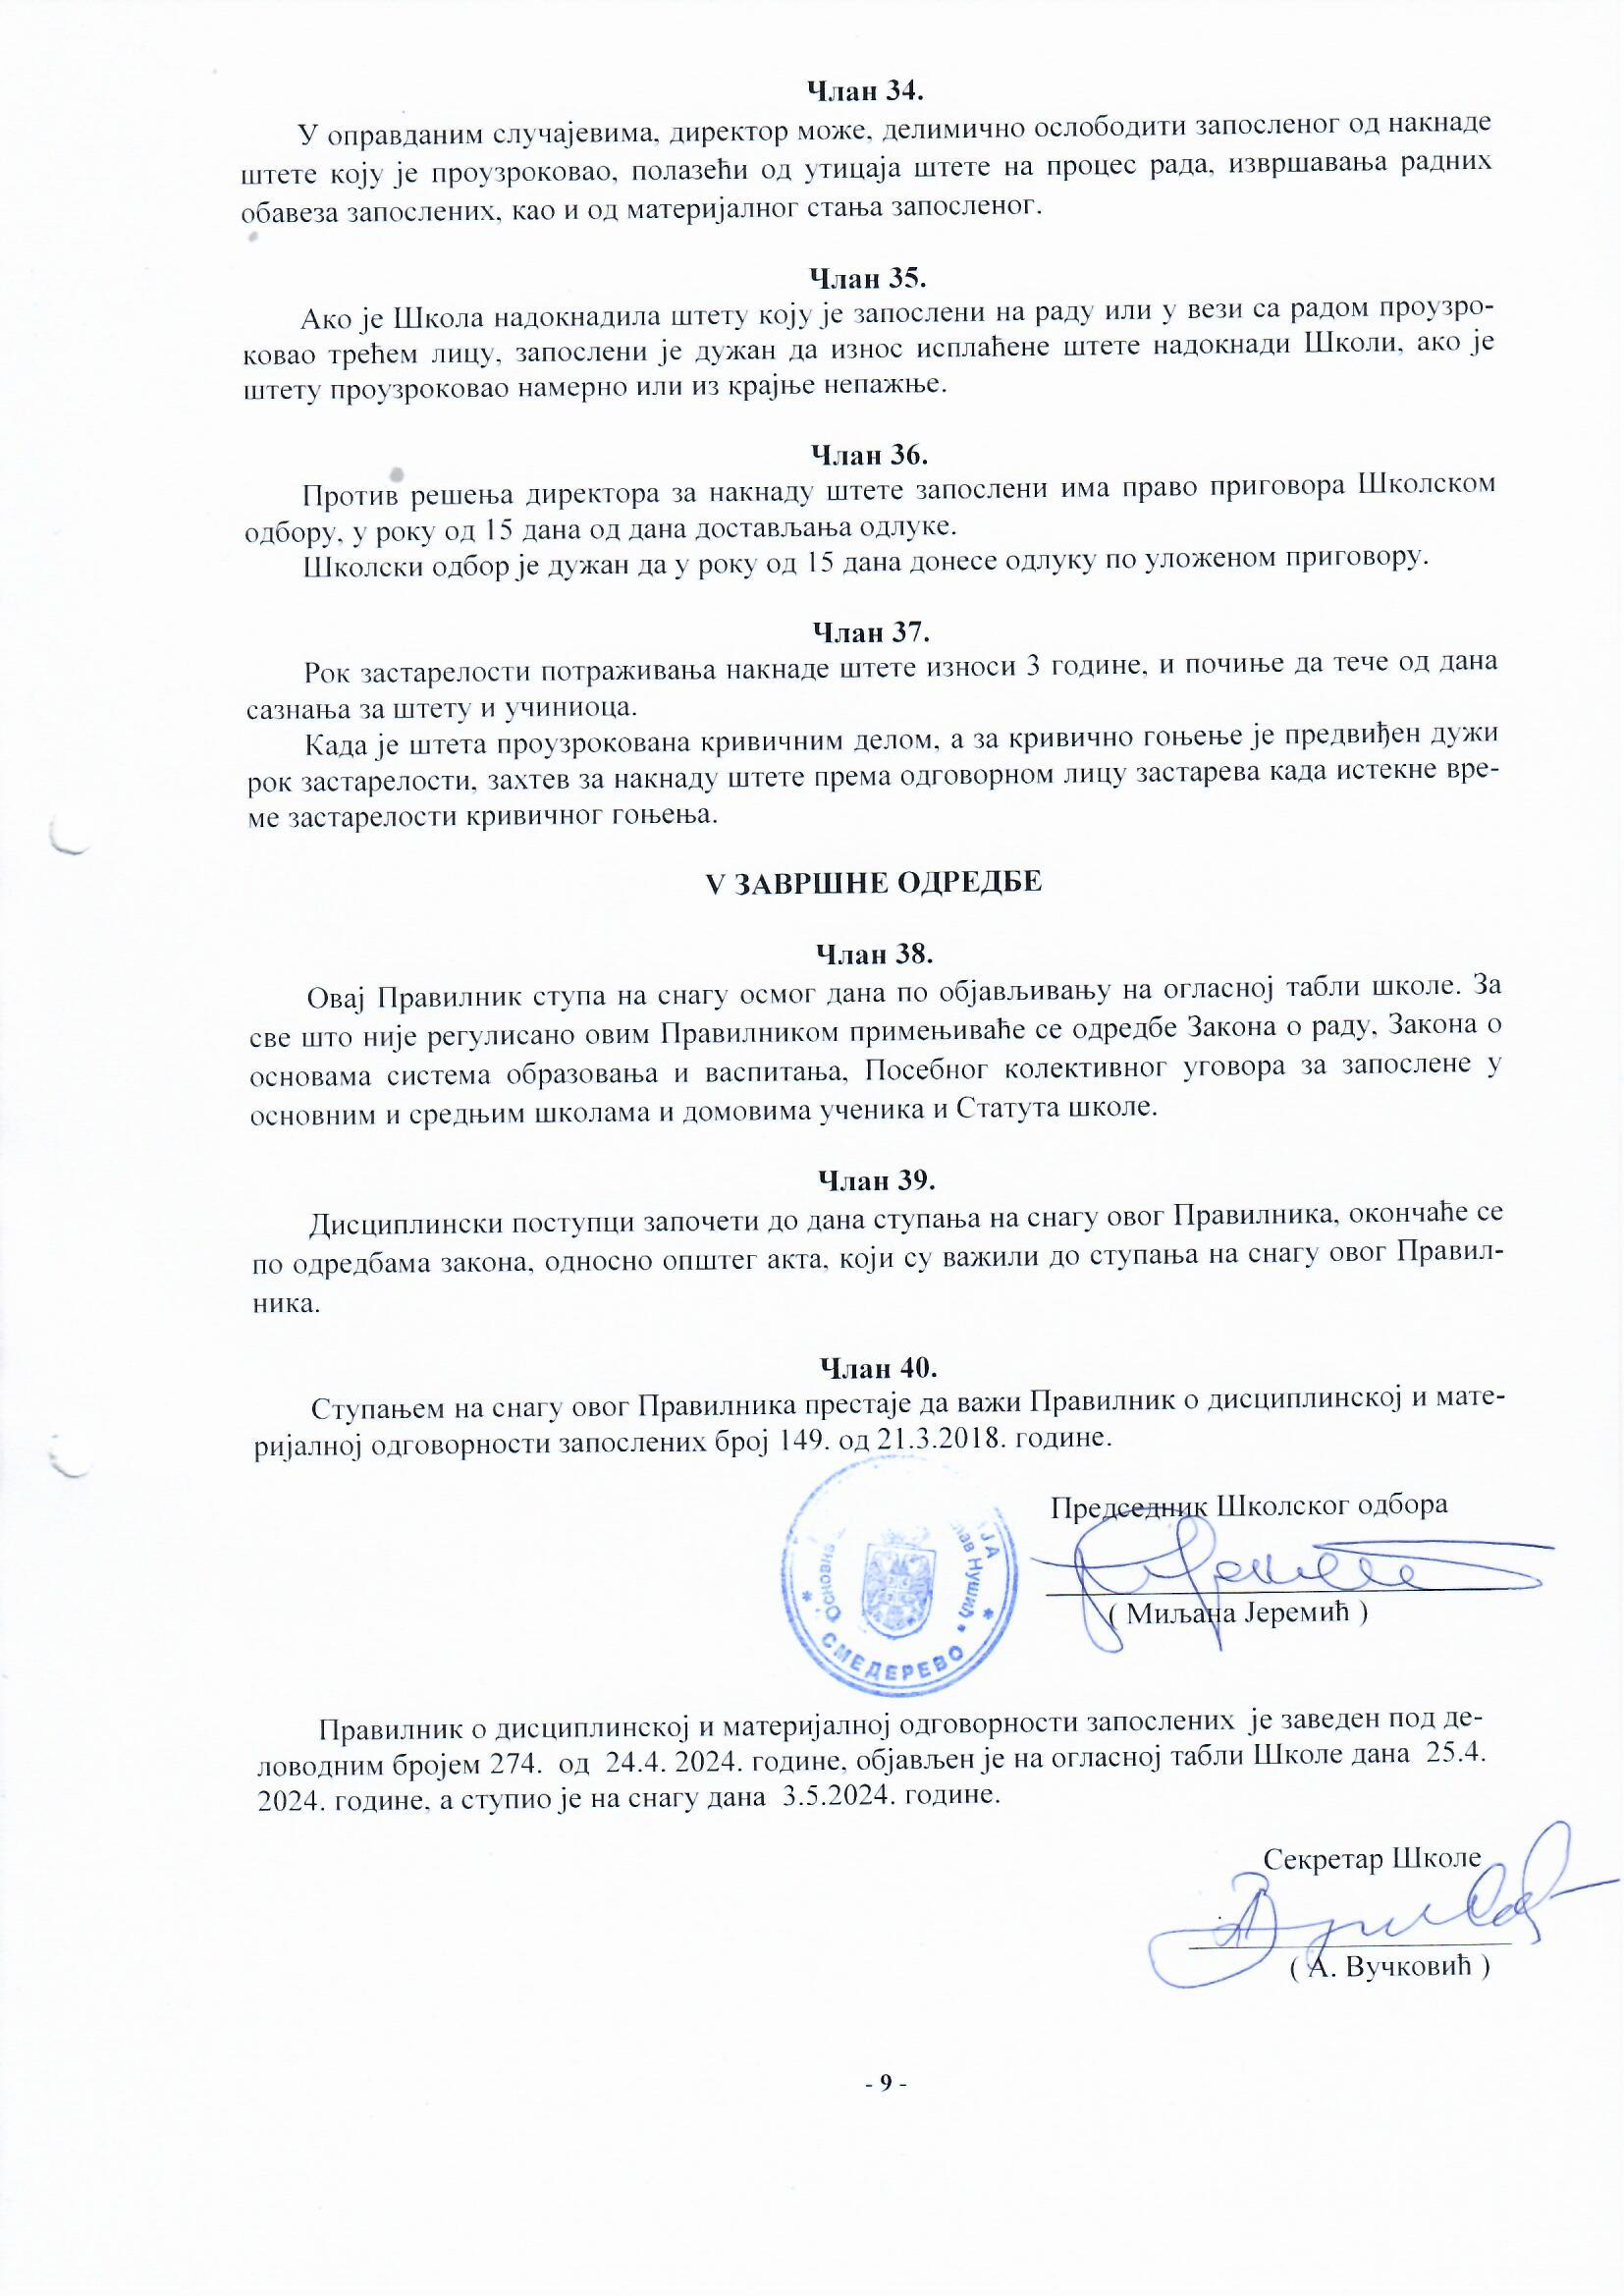 Члан 34.
У оправданим случајевима, директор може, делимично ослободити запосленог од накнаде
штете коју је проузроковао, полазећи од утицаја штете на процес рада, извршавања радних
обавеза запослених, као и од материјалног стања запосленог.
Члан 35.
Ако је Школа надокнадила штету коју је запослени на раду или у вези са радом проузро-
ковао трећем лицу, запослени је дужан да износ исплаћене штете надокнади Школи, ако је
штету проузроковао намерно или из крајње непажње.
Члан 36.
Против решења директора за накнаду штете запослени има право приговора Школском
одбору, у року од 15 дана од дана достављања одлуке.
Школски одбор је дужан да у року од 15 дана донесе одлуку по уложеном приговору.
Члан 37.
Рок застарелости потраживања накнаде штете износи 3 године, и почиње да тече од дана
сазнања за штету и учиниоца.
Када је штета проузрокована кривичним делом, а за кривично гоњење је предвиђен дужи
рок застарелости, захтев за накнаду штете према одговорном лицу застарева када истекне вре-
ме застарелости кривичног гоњења.
V ЗАВРШНЕ ОДРЕДБЕ
Члан 38.
Овај Правилник ступа на снагу осмог дана по објављивању на огласној табли школе. За
све што није регулисано овим Правилником примењиваће се одредбе Закона о раду, Закона о
основама система образовања и васпитања, Посебног колективног уговора за запослене у
основним и средњим школама и домовима ученика и Статута школе.
Члан 39.
Дисциплински поступци започети до дана ступања на снагу овог Правилника, окончаће се
по одредбама закона, односно општег акта, који су важили до ступања на снагу овог Правил-
ника.
Члан 40.
Ступањем на снагу овог Правилника престаје да важи Правилник о дисциплинској и мате-
ријалној одговорности запослених број 149. од 21.3.2018. године.
Председник Школског одбора
( Миљана Јеремић )
Нушић"
* СМЕДЕРЕВО *
Правилник о дисциплинској и материјалној одговорности запослених је заведен под де-
ловодним бројем 274. од 24.4. 2024. године, објављен је на огласној табли Школе дана 25.4.
2024. године, а ступио је на снагу дана 3.5.2024. године.
Секретар Школе
( А. Вучковић )
- 9 -